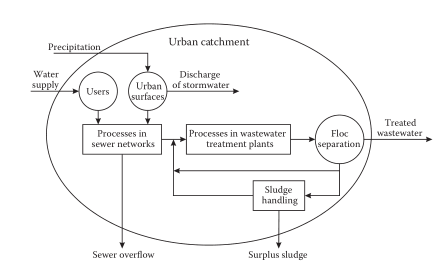 Urban catchment
Precipitation
Water
supply
Users
Urban
surfaces
Discharge
of stormwater
Processes in
sewer networks
Processes in wastewater
treatment plants
Floc
separation
Treated
wastewater
Sludge
handling
Sewer overflow
Surplus sludge